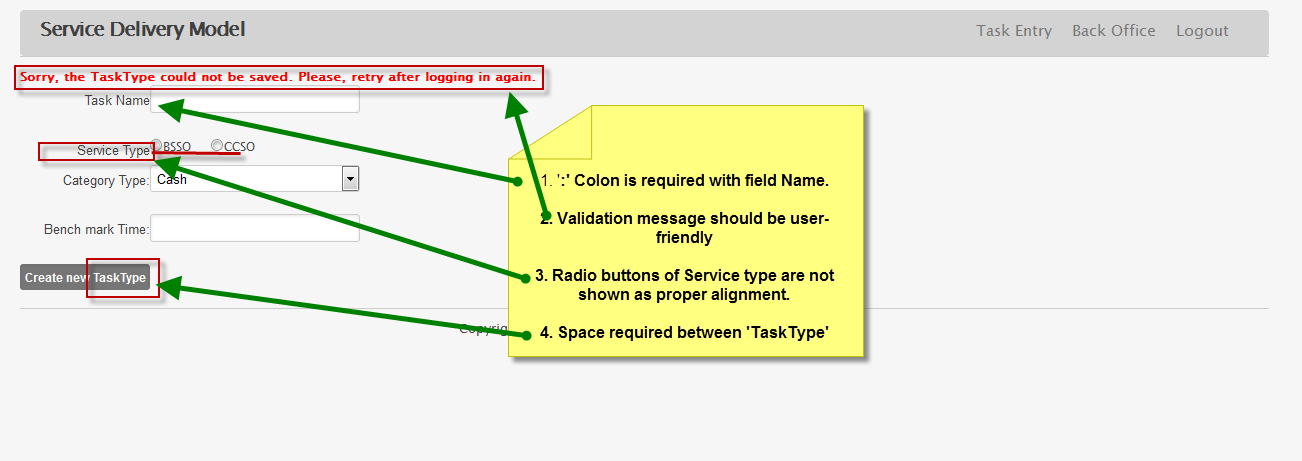 Service Delivery Model
Task Entry Back Office Logout
Sorry, the TaskType could not be saved. Please, retry after logging in again.
Task Name
Service Type
BSSO CCSO
Category Type: Cash
Bench mark Time:
Create new TaskType
1. ':' Colon is required with field Name.
2. Validation message should be user-
friendly
3. Radio buttons of Service type are not
shown as proper alignment.
4. Space required between 'TaskType'